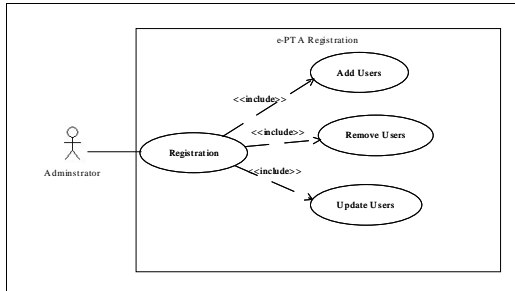 e-PTA Registration
Add Users
<<include>>
<<include>>
Remove Users
Registration
<<include>>
Adminstrator
Update Users